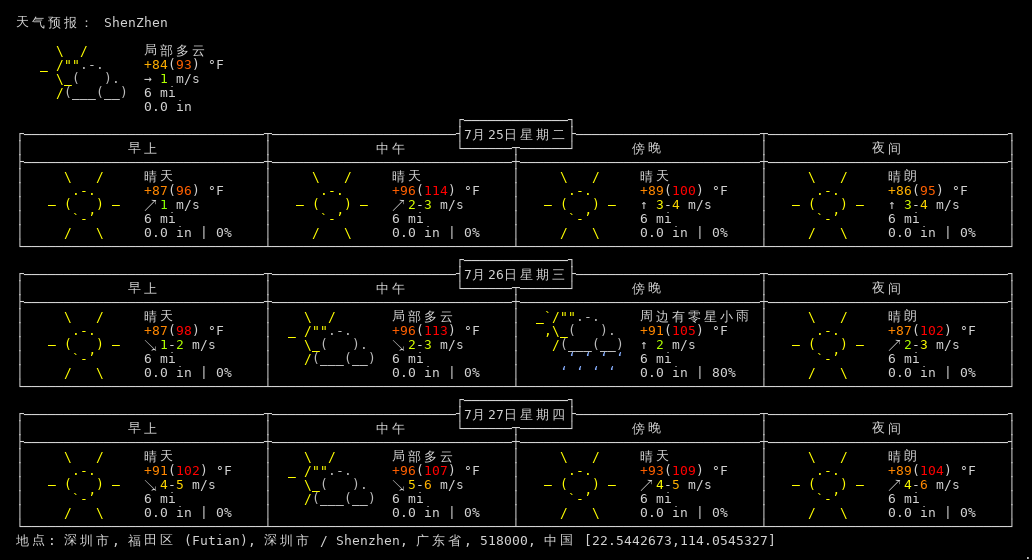 天气预报： ShenZhen
局部多云
+84(93) °F
→ 1 m/s
6 mi
0.0 in
7月25日星期二
早上 中午 傍晚 夜间
晴天 晴天 晴天 晴朗
+87(96) °F +96(114) °F +89(100) °F +86(95) °F
↗ 1 m/s ↗ 2-3 m/s ↑ 3-4 m/s ↑ 3-4 m/s
6 mi 6 mi 6 mi 6 mi
0.0 in | 0% 0.0 in | 0% 0.0 in | 0% 0.0 in | 0%
7月26日星期三
早上 中午 傍晚 夜间
晴天 局部多云 周边有零星小雨 晴朗
+87(98) °F +96(113) °F +91(105) °F +87(102) °F
↘ 1-2 m/s ↘ 2-3 m/s ↑ 2 m/s ↗ 2-3 m/s
6 mi 6 mi 6 mi 6 mi
0.0 in | 0% 0.0 in | 0% 0.0 in | 80% 0.0 in | 0%
7月27日星期四
早上 中午 傍晚 夜间
晴天 局部多云 晴天 晴朗
+91(102) °F +96(107) °F +93(109) °F +89(104) °F
↘ 4-5 m/s ↘ 5-6 m/s ↗ 4-5 m/s ↗ 4-6 m/s
6 mi 6 mi 6 mi 6 mi
0.0 in | 0% 0.0 in | 0% 0.0 in | 0% 0.0 in | 0%
地点: 深圳市, 福田区 (Futian), 深圳市 / Shenzhen, 广东省, 518000, 中国 [22.5442673,114.0545327]